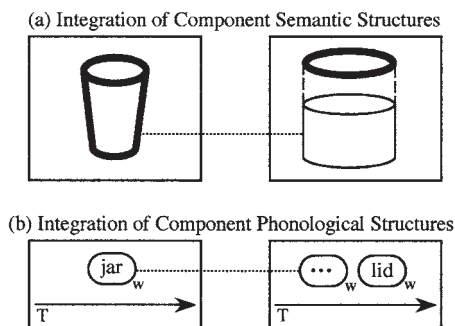 (a) Integration of Component Semantic Structures
(b) Integration of Component Phonological Structures
jar w ... w lid w
T T